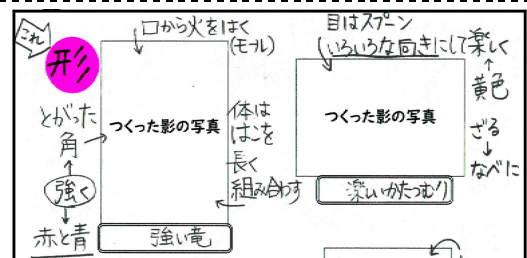 これ
形
口から火をはく
(モール)
とがった
角
強く
赤と青
つくった影の写真
体は
はこを
長く
組み合わす
強い竜
目はスプーン
いろいろな向きにして楽しく
黄色
つくった影の写真
ざる
なべに
楽しいかたつむり